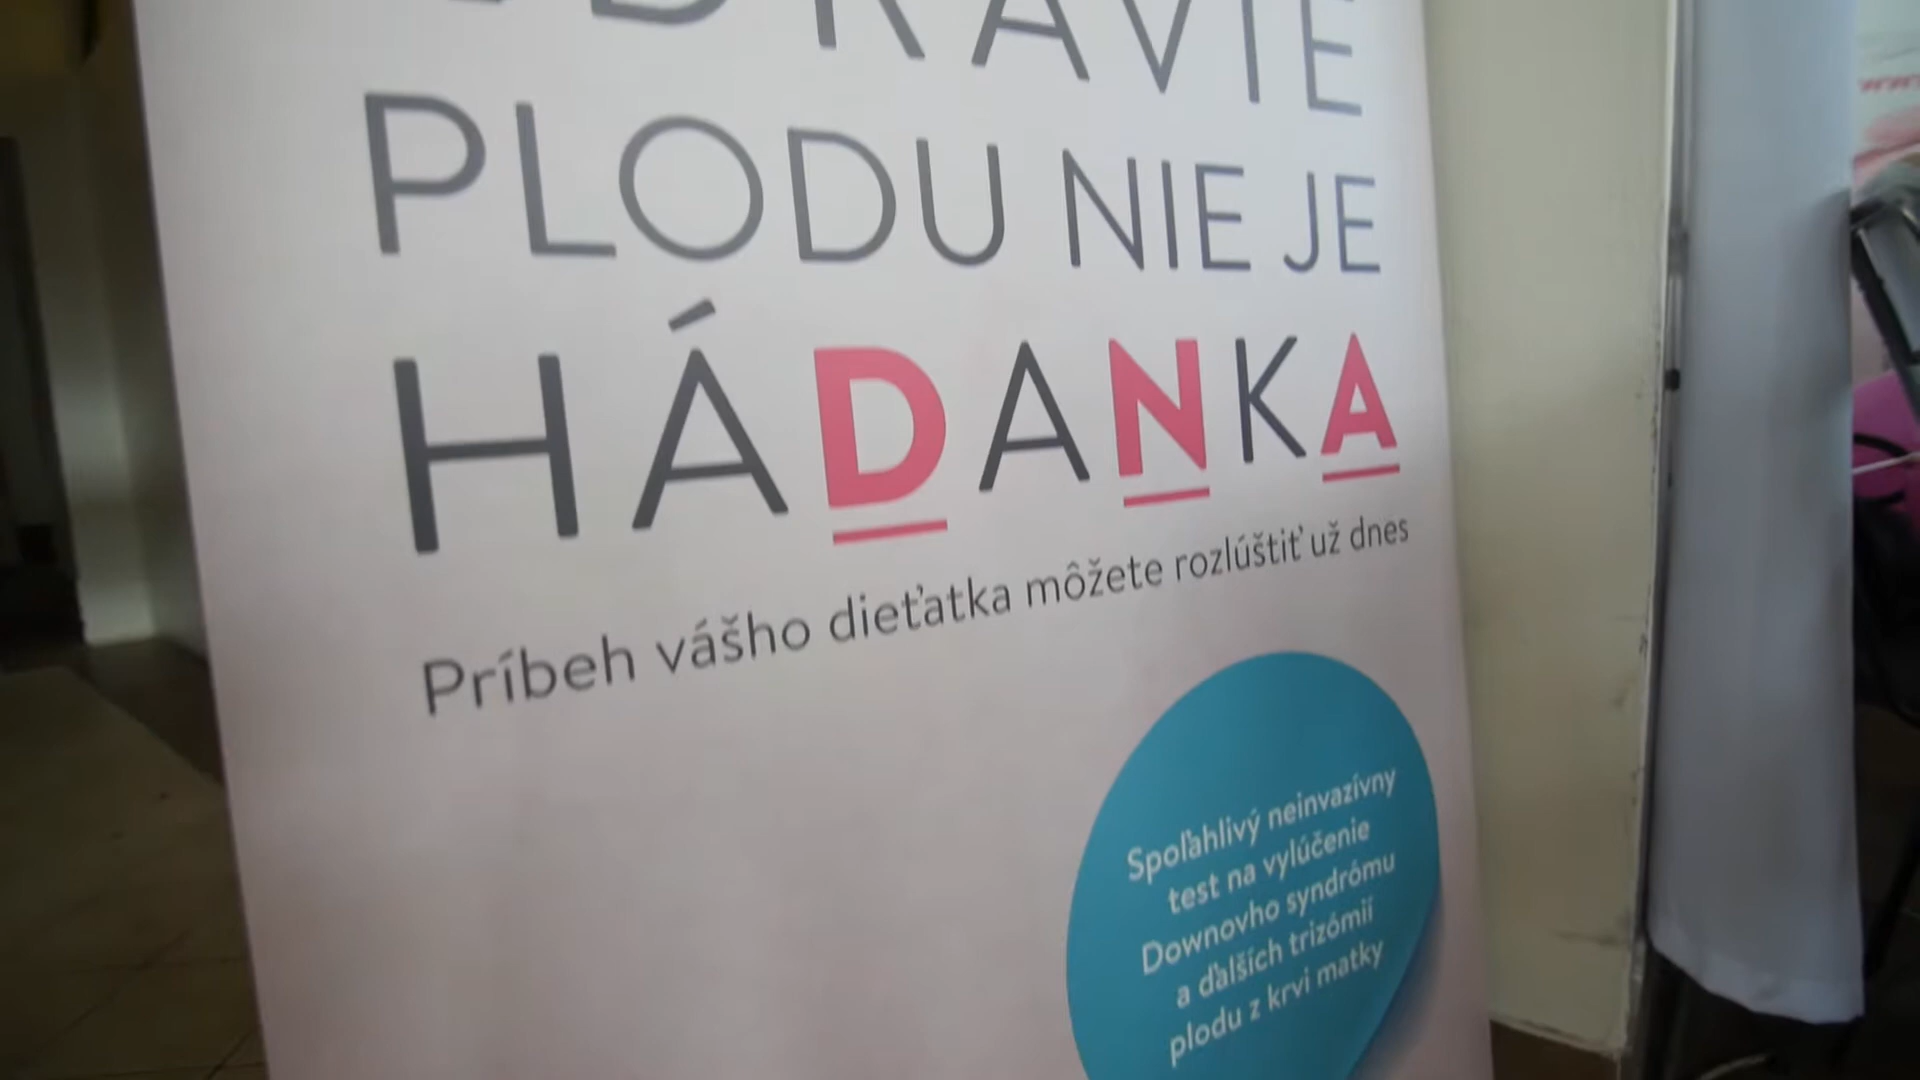 ZDRAVIE
PLODU NIE JE
HÁDANKA
Príbeh vášho dieťatka môžete rozlúštiť už dnes
Spoľahlivý neinvazívny
test na vylúčenie
Downovho syndrómu
a ďalších trizómií
plodu z krvi matky